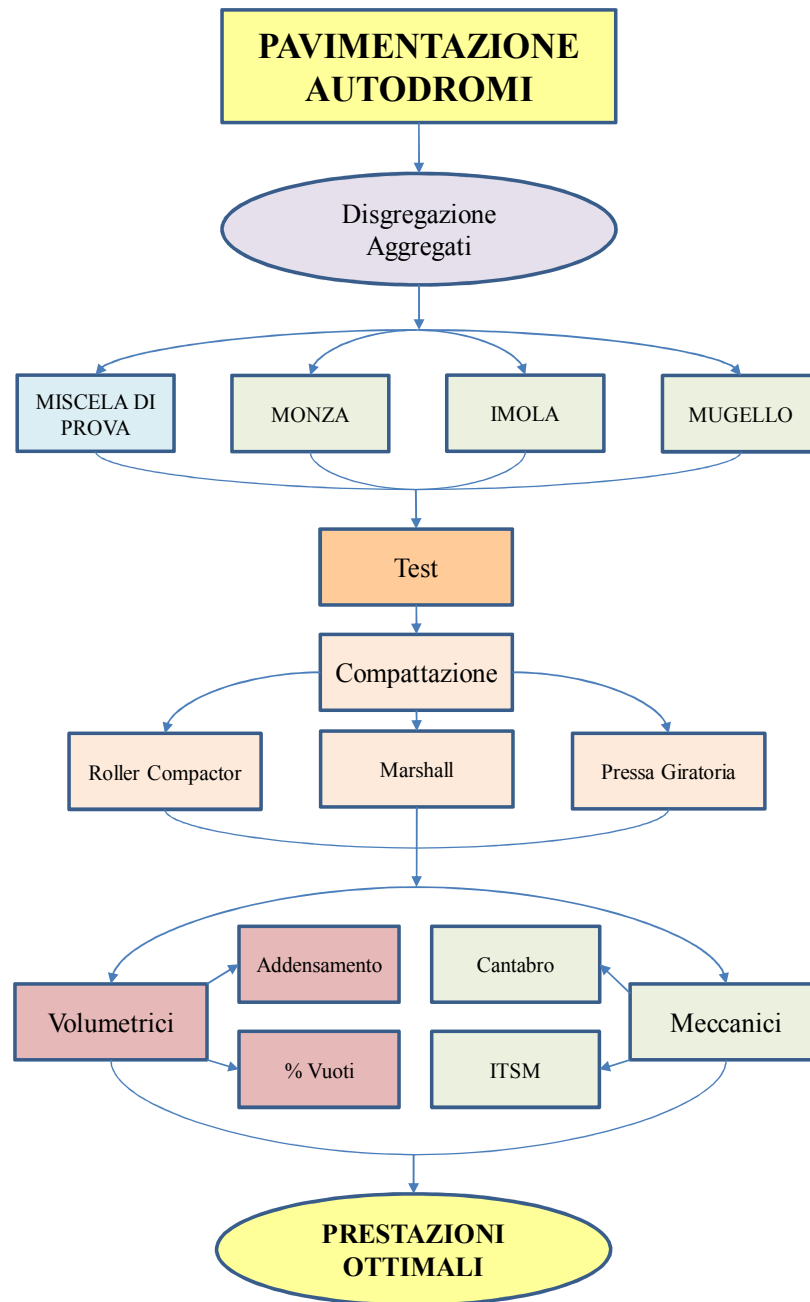 PAVIMENTAZIONE
AUTODROMI
Disgregazione
Aggregati
MISCELA DI
PROVA
MONZA
IMOLA
MUGELLO
Test
Compattazione
Roller Compactor
Marshall
Pressa Giratoria
Addensamento
Cantabro
Volumetrici
Meccanici
% Vuoti
ITSM
PRESTAZIONI
OTTIMALI